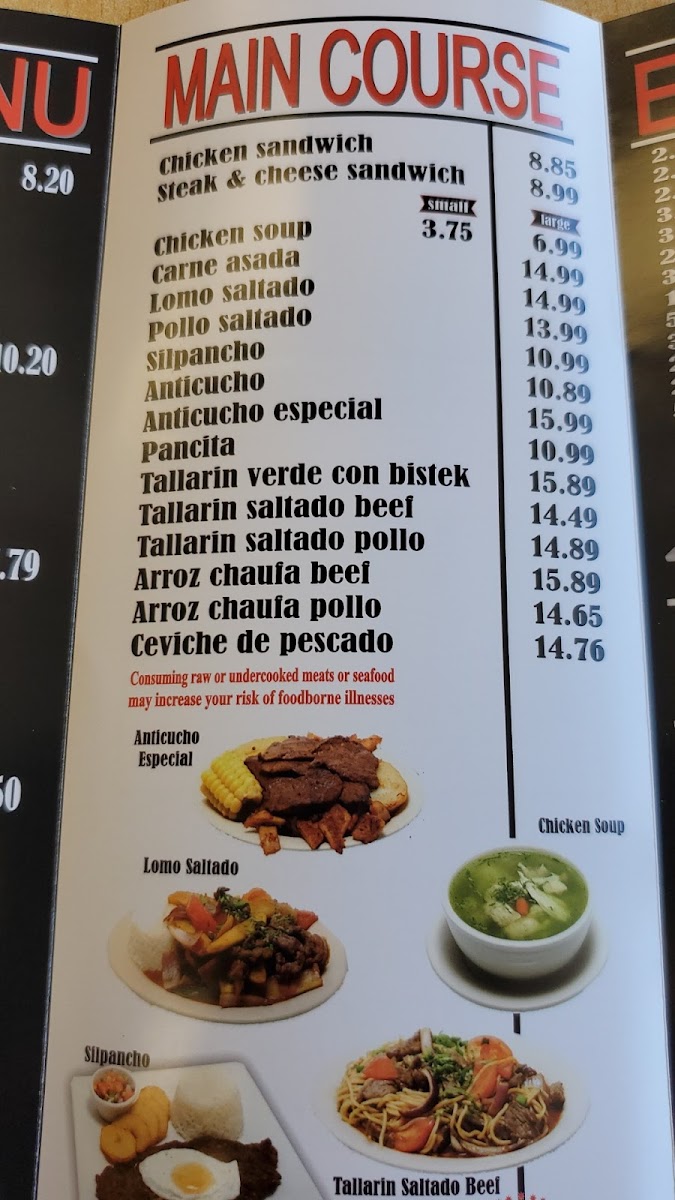 NU
8.20
0.20
.79
50
MAIN COURSE
Chicken sandwich 8.85
Steak & cheese sandwich 8.99
small large
Chicken soup 3.75 6.99
Carne asada 14.99
Lomo saltado 14.99
Pollo saltado 13.99
Silpancho 10.99
Anticucho 10.89
Anticucho especial 15.99
Pancita 10.99
Tallarin verde con bistek 15.89
Tallarin saltado beef 14.49
Tallarin saltado pollo 14.89
Arroz chaufa beef 15.89
Arroz chaufa pollo 14.65
Ceviche de pescado 14.76
Consuming raw or undercooked meats or seafood
may increase your risk of foodborne illnesses
Anticucho
Especial
Chicken Soup
Lomo Saltado
Silpancho
Tallarin Saltado Beef